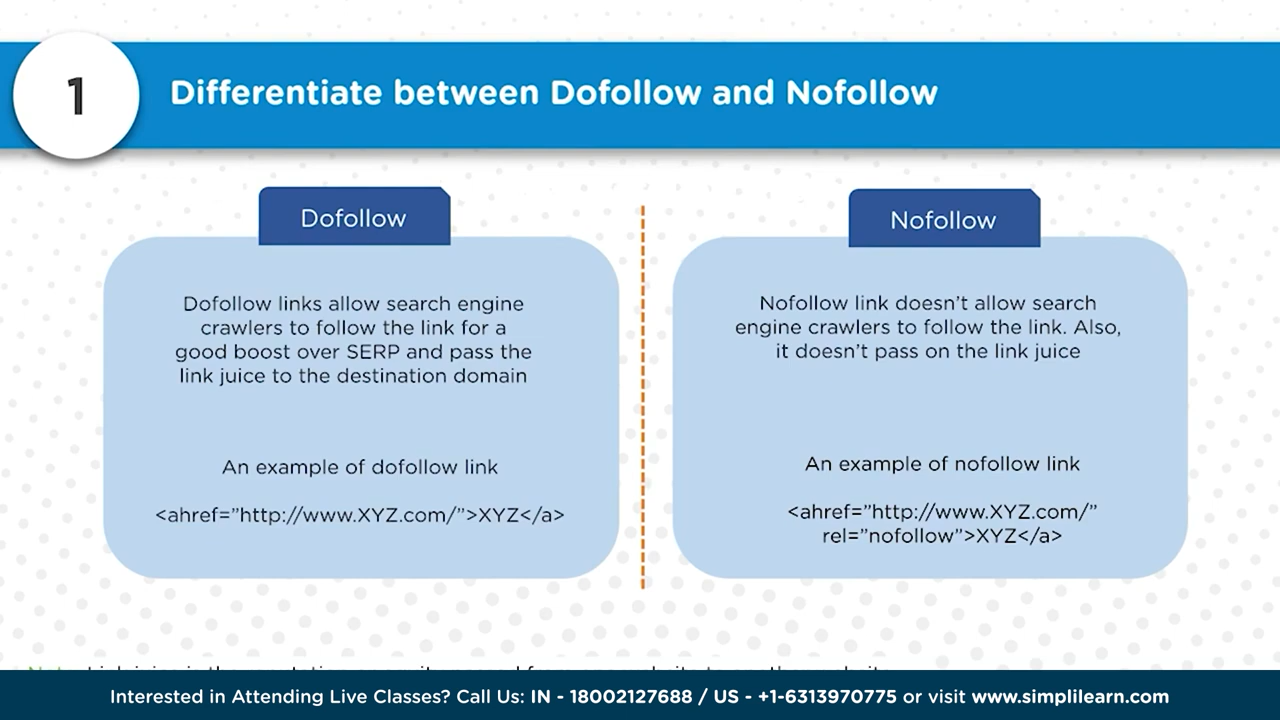 1
Differentiate between Dofollow and Nofollow
Dofollow
Dofollow links allow search engine
crawlers to follow the link for a
good boost over SERP and pass the
link juice to the destination domain
An example of dofollow link
<ahref=”http://www.XYZ.com/”>XYZ</a>
Nofollow
Nofollow link doesn’t allow search
engine crawlers to follow the link. Also,
it doesn’t pass on the link juice
An example of nofollow link
<ahref=”http://www.XYZ.com/”
rel=”nofollow”>XYZ</a>
Interested in Attending Live Classes? Call Us: IN - 18002127688 / US - +1-6313970775 or visit www.simplilearn.com